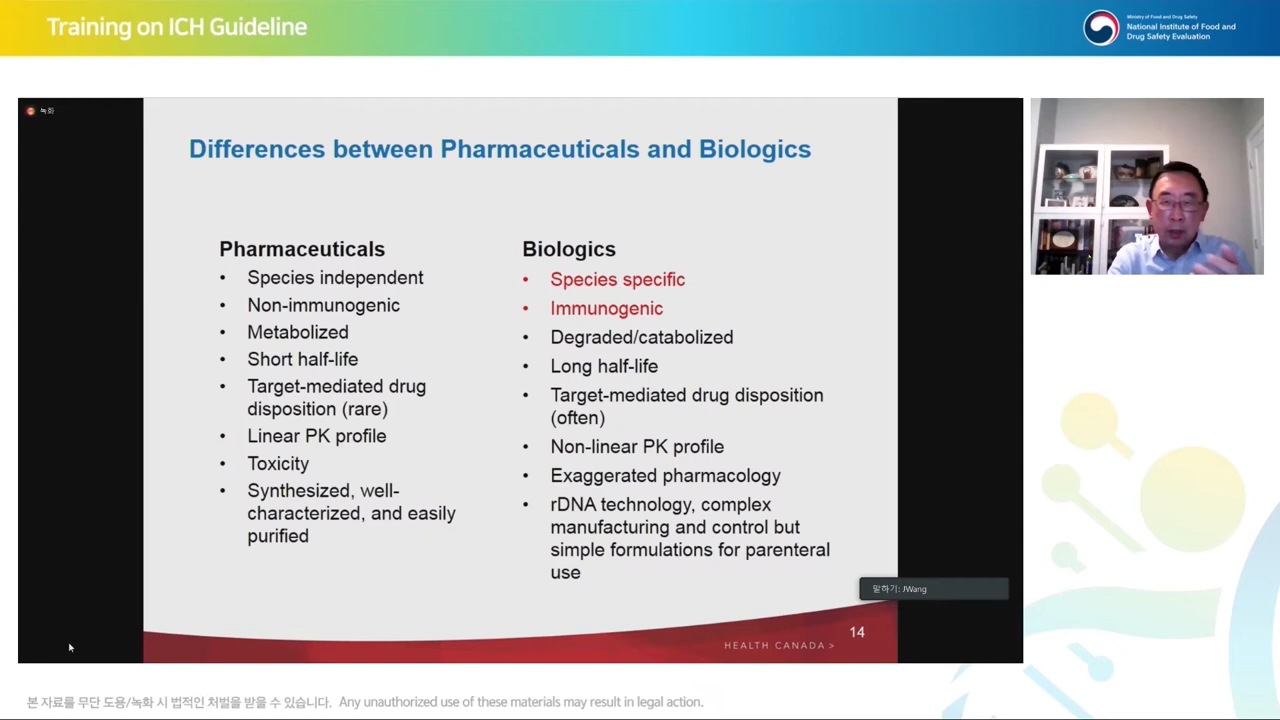 Training on ICH Guideline
Ministry of Food and Drug Safety
National Institute of Food and
Drug Safety Evaluation
녹화
Differences between Pharmaceuticals and Biologics
Pharmaceuticals
• Species independent
• Non-immunogenic
• Metabolized
• Short half-life
• Target-mediated drug
disposition (rare)
• Linear PK profile
• Toxicity
• Synthesized, well-
characterized, and easily
purified
Biologics
• Species specific
• Immunogenic
• Degraded/catabolized
• Long half-life
• Target-mediated drug disposition
(often)
• Non-linear PK profile
• Exaggerated pharmacology
• rDNA technology, complex
manufacturing and control but
simple formulations for parenteral
use
말하기: JWang
14
HEALTH CANADA >
본 자료를 무단 도용/녹화 시 법적인 처벌을 받을 수 있습니다. Any unauthorized use of these materials may result in legal action.